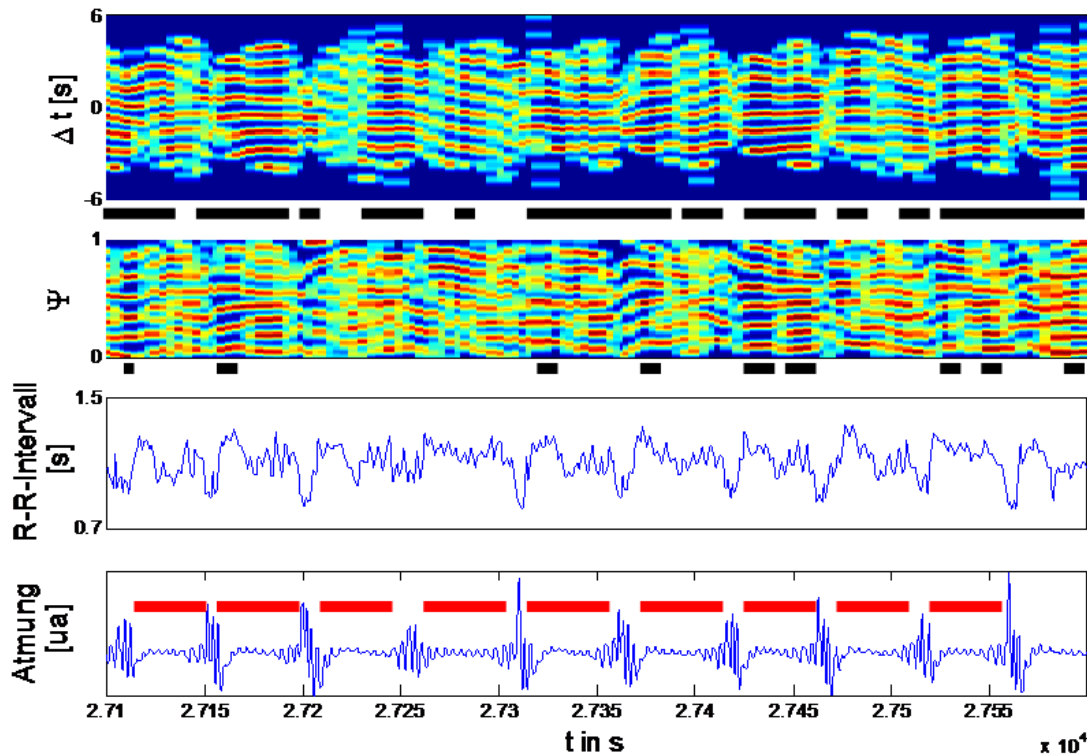 6
Δ t [s]
0
-6
1
Ψ
0
1.5
R-R-Intervall
[s]
0.7
Atmung
[ua]
2.71 2.715 2.72 2.725 2.73 2.735 2.74 2.745 2.75 2.755
t in s
x 10⁴